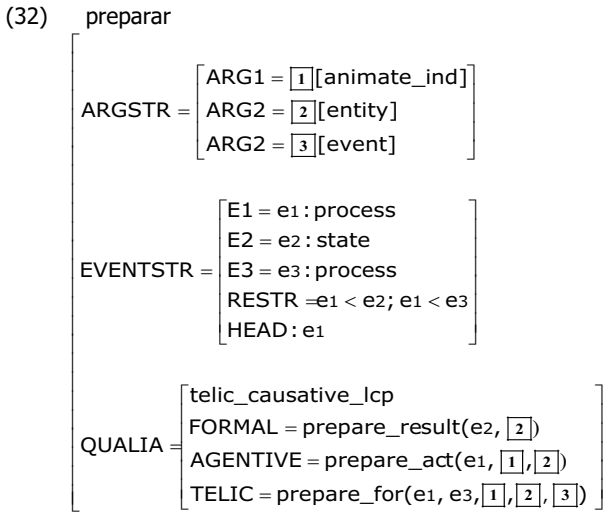 (32) preparar
ARGSTR = [ARG1 = [1][animate_ind]
ARG2 = [2][entity]
ARG2 = [3][event]]
EVENTSTR = [E1 = e1 : process
E2 = e2 : state
E3 = e3 : process
RESTR =e1 < e2; e1 < e3
HEAD : e1]
QUALIA = [telic_causative_lcp
FORMAL = prepare_result(e2, [2])
AGENTIVE = prepare_act(e1, [1],[2])
TELIC = prepare_for(e1, e3,[1],[2], [3])]